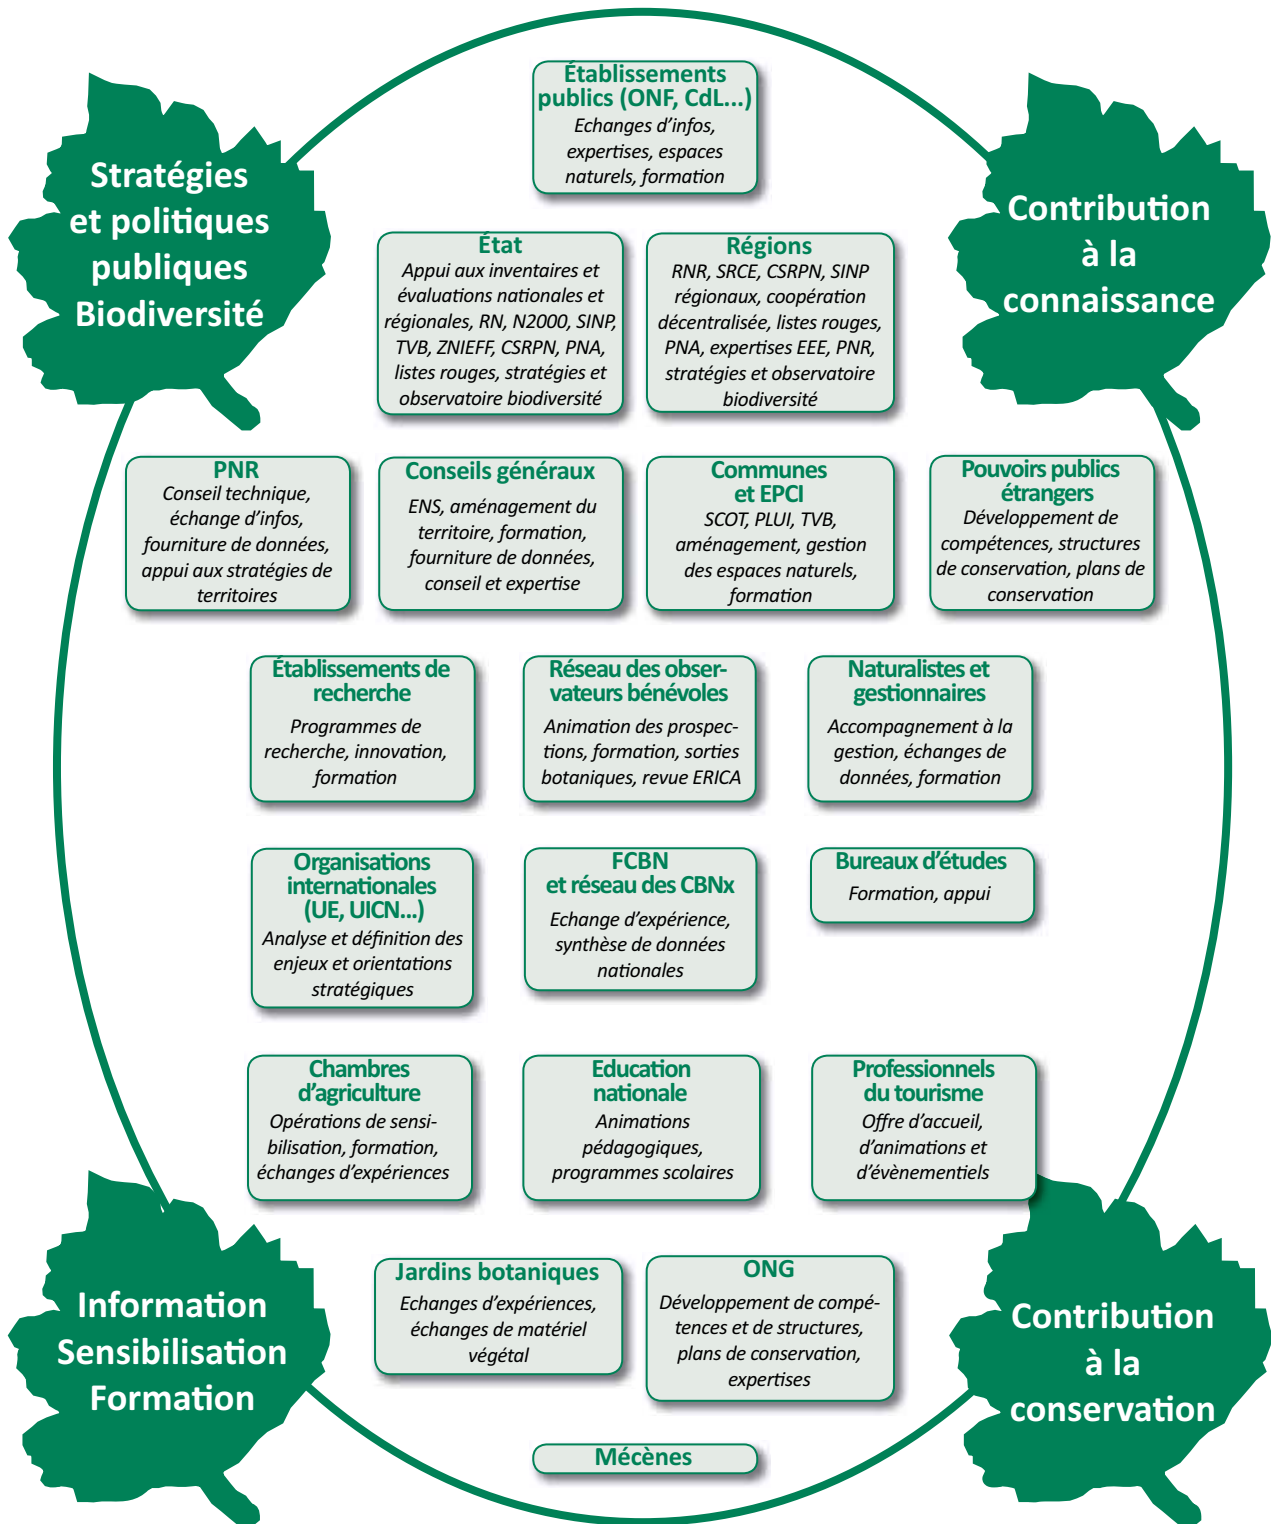 Établissements
publics (ONF, CdL...)
Echanges d’infos,
expertises, espaces
naturels, formation
Stratégies
et politiques
publiques
Biodiversité
Contribution
à la
connaissance
État
Appui aux inventaires et
évaluations nationales et
régionales, RN, N2000, SINP,
TVB, ZNIEFF, CSRPN, PNA,
listes rouges, stratégies et
observatoire biodiversité
Régions
RNR, SRCE, CSRPN, SINP
régionaux, coopération
décentralisée, listes rouges,
PNA, expertises EEE, PNR,
stratégies et observatoire
biodiversité
PNR
Conseil technique,
échange d’infos,
fourniture de données,
appui aux stratégies de
territoires
Conseils généraux
ENS, aménagement du
territoire, formation,
fourniture de données,
conseil et expertise
Communes
et EPCI
SCOT, PLUI, TVB,
aménagement, gestion
des espaces naturels,
formation
Pouvoirs publics
étrangers
Développement de
compétences, structures
de conservation, plans de
conservation
Établissements de
recherche
Programmes de
recherche, innovation,
formation
Réseau des obser-
vateurs bénévoles
Animation des prospec-
tions, formation, sorties
botaniques, revue ERICA
Naturalistes et
gestionnaires
Accompagnement à la
gestion, échanges de
données, formation
Organisations
internationales
(UE, UICN...)
Analyse et définition des
enjeux et orientations
stratégiques
FCBN
et réseau des CBNx
Echange d’expérience,
synthèse de données
nationales
Bureaux d’études
Formation, appui
Chambres
d’agriculture
Opérations de sensi-
bilisation, formation,
échanges d’expériences
Education
nationale
Animations
pédagogiques,
programmes scolaires
Professionnels
du tourisme
Offre d’accueil,
d’animations et
d’évènementiels
Information
Sensibilisation
Formation
Jardins botaniques
Echanges d’expériences,
échanges de matériel
végétal
ONG
Développement de compé-
tences et de structures,
plans de conservation,
expertises
Contribution
à la
conservation
Mécènes